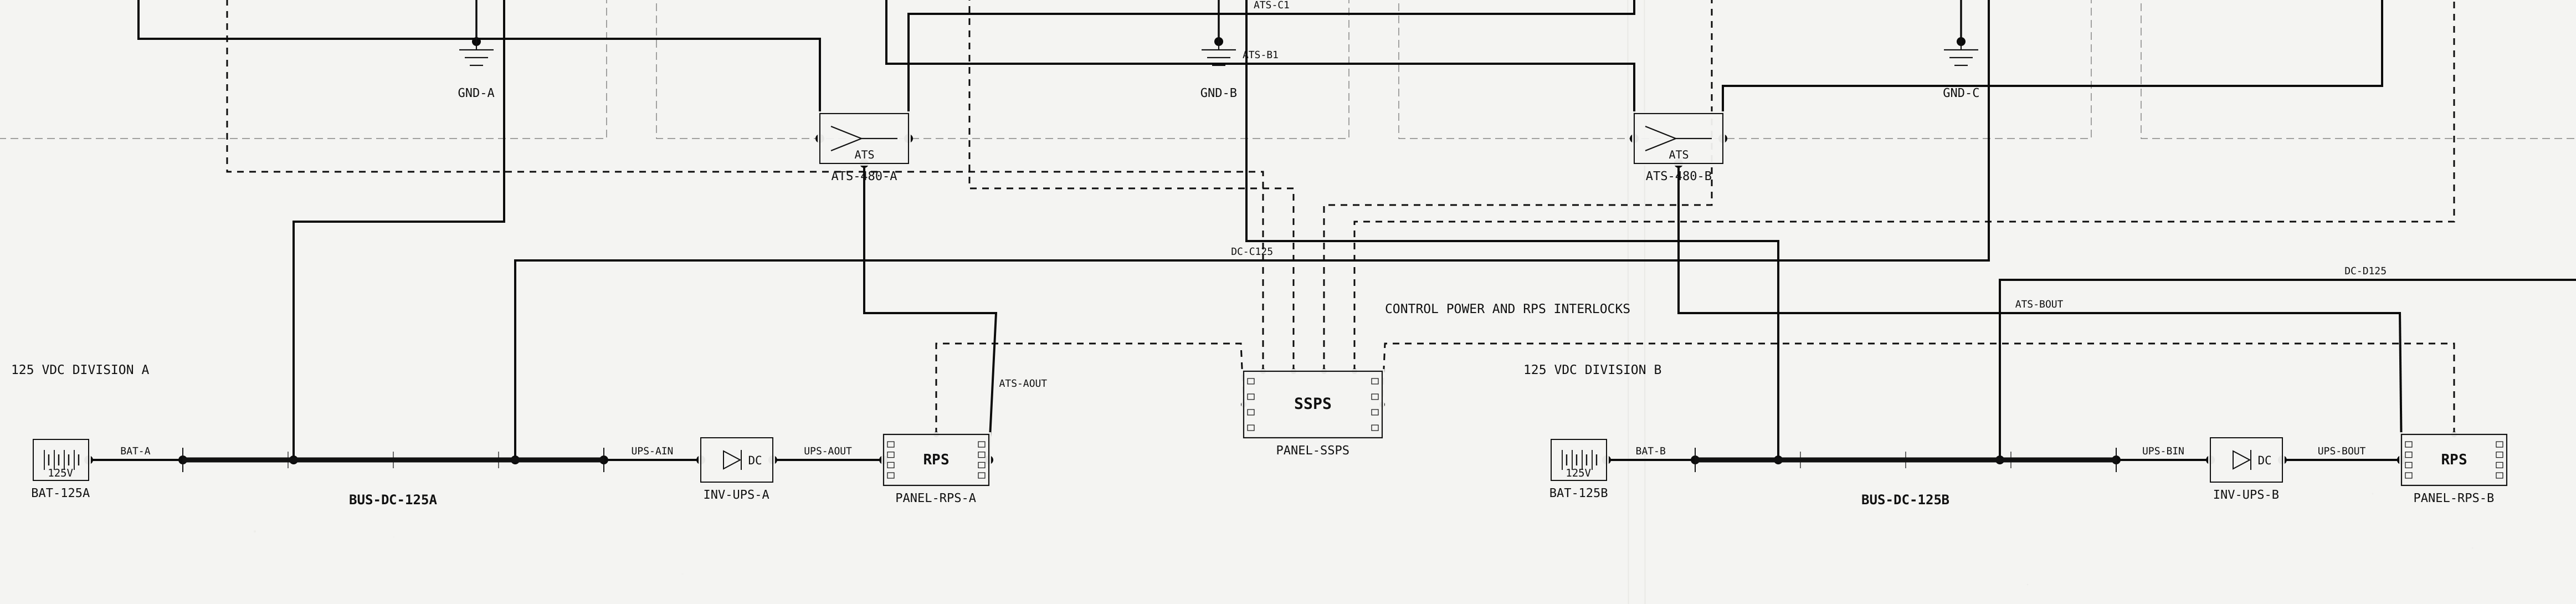 ATS-C1
ATS-B1
GND-A
GND-B
GND-C
ATS
ATS
ATS-480-A
ATS-480-B
DC-C125
DC-D125
CONTROL POWER AND RPS INTERLOCKS
ATS-BOUT
125 VDC DIVISION A
125 VDC DIVISION B
ATS-AOUT
SSPS
PANEL-SSPS
BAT-A
UPS-AIN
UPS-AOUT
BAT-B
UPS-BIN
UPS-BOUT
DC
RPS
DC
RPS
125V
125V
BAT-125A
INV-UPS-A
PANEL-RPS-A
BAT-125B
INV-UPS-B
PANEL-RPS-B
BUS-DC-125A
BUS-DC-125B